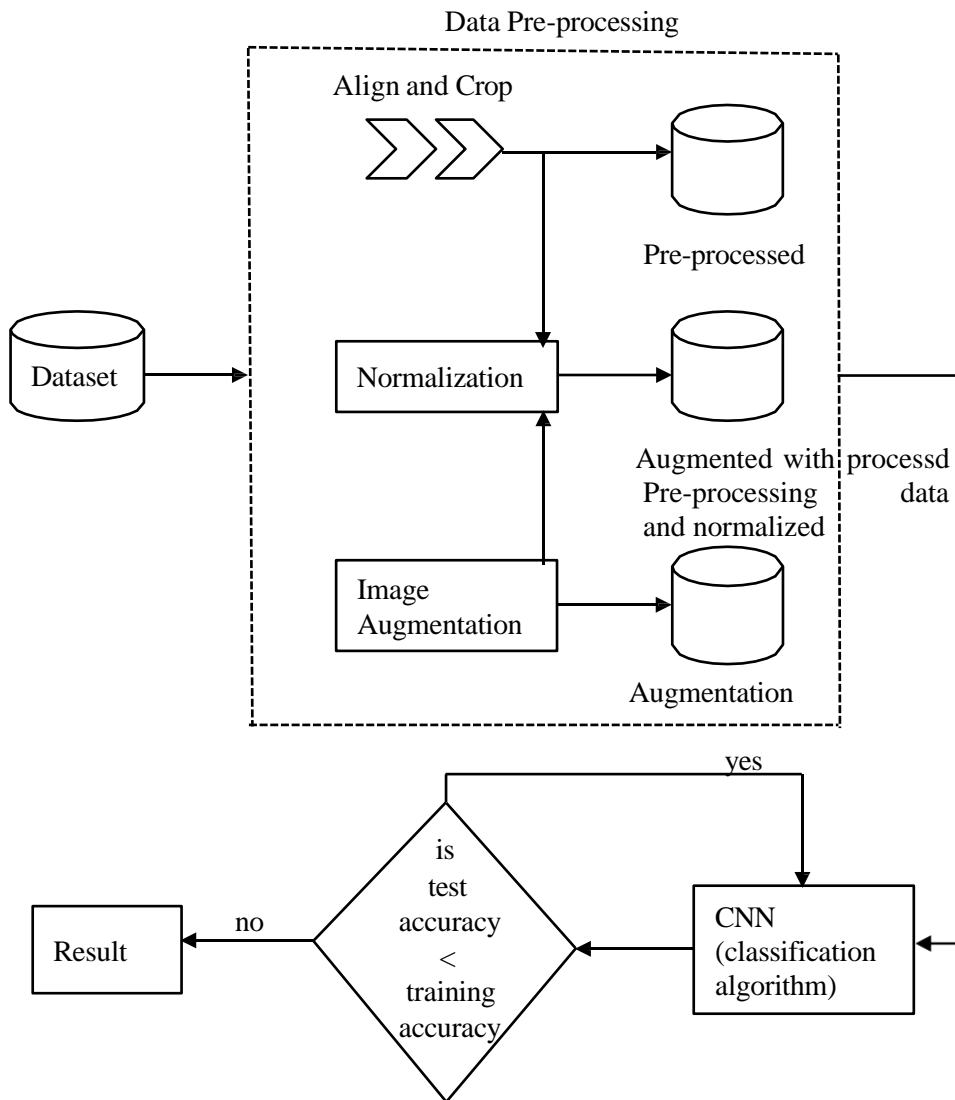 Data Pre-processing
Align and Crop
Pre-processed
Dataset
Normalization
Augmented with processd
Pre-processing data
and normalized
Image
Augmentation
Augmentation
yes
is
test
accuracy
<
training
accuracy
no
Result
CNN
(classification
algorithm)